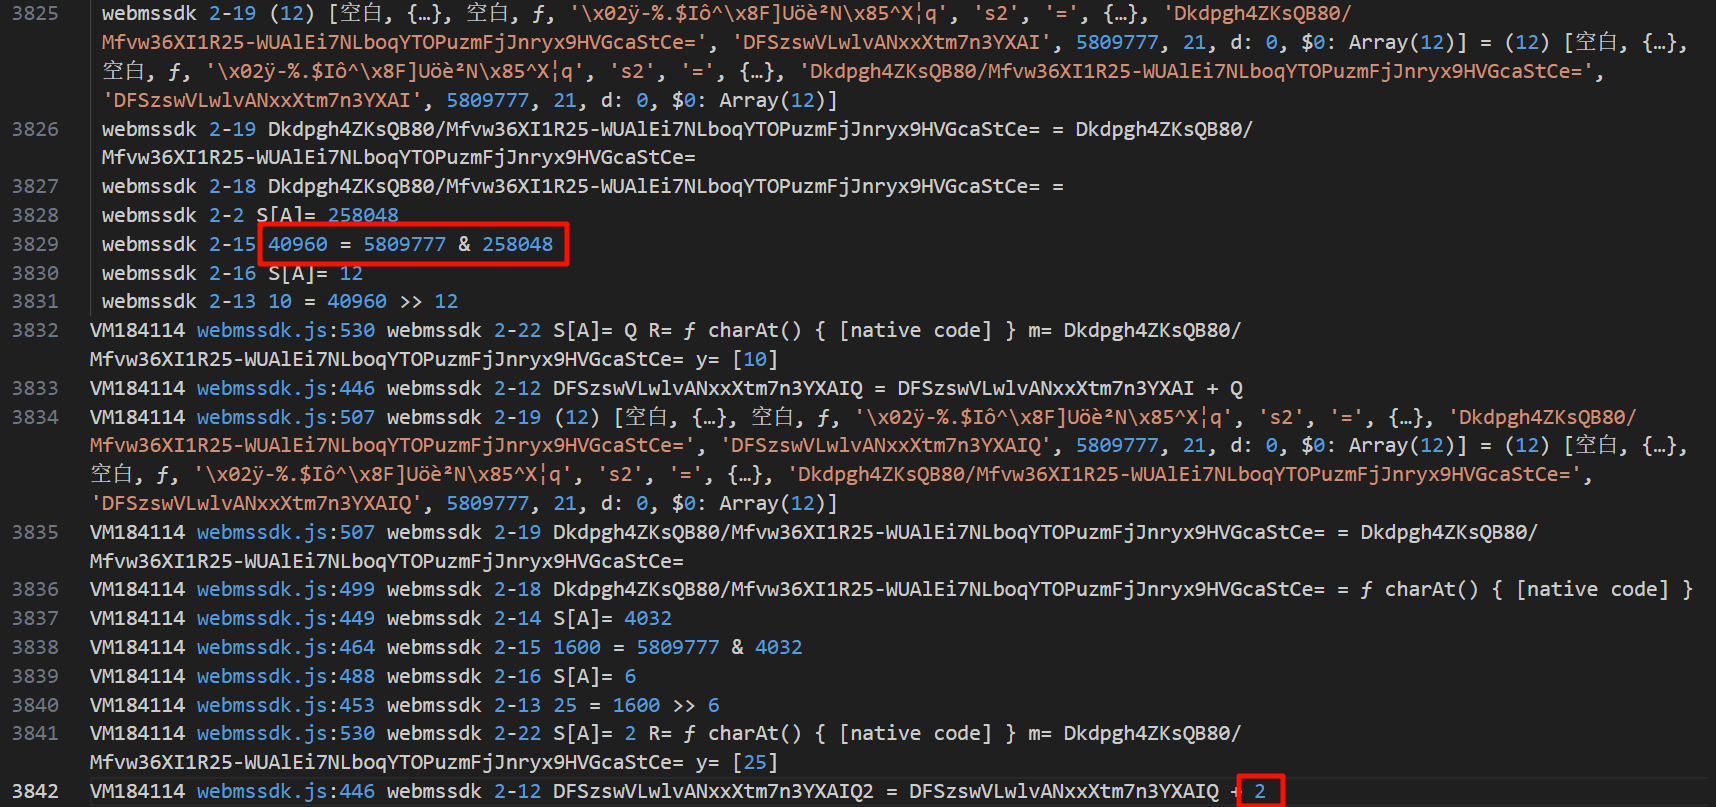 3825 webmssdk 2-19 (12) [空白, {…}, 空白, ƒ, '\x02ÿ-%.$Iô^\x8F]Uöè²N\x85^X¦q', 's2', '=', {…}, 'Dkdpgh4ZKsQB80/
Mfvw36XI1R25-WUAlEi7NLboqYTOPuzmFjJnryx9HVGcaStCe=', 'DFSzswVLwlvANxxXtm7n3YXAI', 5809777, 21, d: 0, $0: Array(12)] = (12) [空白, {…},
空白, ƒ, '\x02ÿ-%.$Iô^\x8F]Uöè²N\x85^X¦q', 's2', '=', {…}, 'Dkdpgh4ZKsQB80/Mfvw36XI1R25-WUAlEi7NLboqYTOPuzmFjJnryx9HVGcaStCe=',
'DFSzswVLwlvANxxXtm7n3YXAI', 5809777, 21, d: 0, $0: Array(12)]
3826 webmssdk 2-19 Dkdpgh4ZKsQB80/Mfvw36XI1R25-WUAlEi7NLboqYTOPuzmFjJnryx9HVGcaStCe= = Dkdpgh4ZKsQB80/
Mfvw36XI1R25-WUAlEi7NLboqYTOPuzmFjJnryx9HVGcaStCe=
3827 webmssdk 2-18 Dkdpgh4ZKsQB80/Mfvw36XI1R25-WUAlEi7NLboqYTOPuzmFjJnryx9HVGcaStCe= =
3828 webmssdk 2-2 S[A]= 258048
3829 webmssdk 2-15 40960 = 5809777 & 258048
3830 webmssdk 2-16 S[A]= 12
3831 webmssdk 2-13 10 = 40960 >> 12
3832 VM184114 webmssdk.js:530 webmssdk 2-22 S[A]= Q R= ƒ charAt() { [native code] } m= Dkdpgh4ZKsQB80/
Mfvw36XI1R25-WUAlEi7NLboqYTOPuzmFjJnryx9HVGcaStCe= y= [10]
3833 VM184114 webmssdk.js:446 webmssdk 2-12 DFSzswVLwlvANxxXtm7n3YXAIQ = DFSzswVLwlvANxxXtm7n3YXAI + Q
3834 VM184114 webmssdk.js:507 webmssdk 2-19 (12) [空白, {…}, 空白, ƒ, '\x02ÿ-%.$Iô^\x8F]Uöè²N\x85^X¦q', 's2', '=', {…}, 'Dkdpgh4ZKsQB80/
Mfvw36XI1R25-WUAlEi7NLboqYTOPuzmFjJnryx9HVGcaStCe=', 'DFSzswVLwlvANxxXtm7n3YXAIQ', 5809777, 21, d: 0, $0: Array(12)] = (12) [空白, {…},
空白, ƒ, '\x02ÿ-%.$Iô^\x8F]Uöè²N\x85^X¦q', 's2', '=', {…}, 'Dkdpgh4ZKsQB80/Mfvw36XI1R25-WUAlEi7NLboqYTOPuzmFjJnryx9HVGcaStCe=',
'DFSzswVLwlvANxxXtm7n3YXAIQ', 5809777, 21, d: 0, $0: Array(12)]
3835 VM184114 webmssdk.js:507 webmssdk 2-19 Dkdpgh4ZKsQB80/Mfvw36XI1R25-WUAlEi7NLboqYTOPuzmFjJnryx9HVGcaStCe= = Dkdpgh4ZKsQB80/
Mfvw36XI1R25-WUAlEi7NLboqYTOPuzmFjJnryx9HVGcaStCe=
3836 VM184114 webmssdk.js:499 webmssdk 2-18 Dkdpgh4ZKsQB80/Mfvw36XI1R25-WUAlEi7NLboqYTOPuzmFjJnryx9HVGcaStCe= = ƒ charAt() { [native code] }
3837 VM184114 webmssdk.js:449 webmssdk 2-14 S[A]= 4032
3838 VM184114 webmssdk.js:464 webmssdk 2-15 1600 = 5809777 & 4032
3839 VM184114 webmssdk.js:488 webmssdk 2-16 S[A]= 6
3840 VM184114 webmssdk.js:453 webmssdk 2-13 25 = 1600 >> 6
3841 VM184114 webmssdk.js:530 webmssdk 2-22 S[A]= 2 R= ƒ charAt() { [native code] } m= Dkdpgh4ZKsQB80/
Mfvw36XI1R25-WUAlEi7NLboqYTOPuzmFjJnryx9HVGcaStCe= y= [25]
3842 VM184114 webmssdk.js:446 webmssdk 2-12 DFSzswVLwlvANxxXtm7n3YXAIQ2 = DFSzswVLwlvANxxXtm7n3YXAIQ + 2